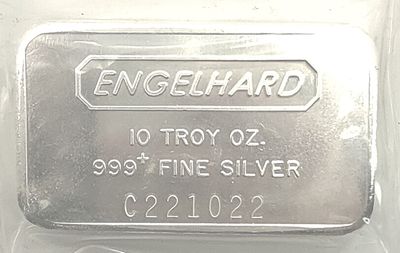 ENGELHARD
10 TROY OZ.
999+ FINE SILVER
C221022